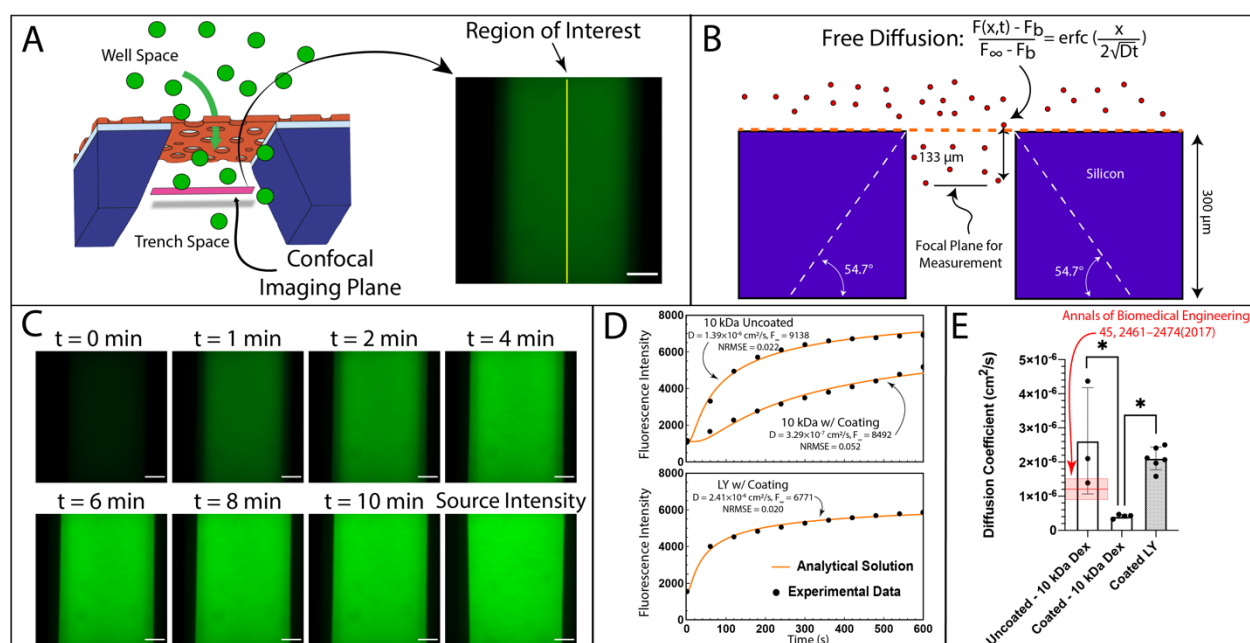 A
Well Space
Trench Space
Confocal
Imaging Plane
Region of Interest
B
Free Diffusion: F(x,t) - Fb / F∞ - Fb = erfc ( x / 2√Dt )
133 µm
Silicon
300 µm
Focal Plane for
Measurement
54.7°
54.7°
C
t = 0 min
t = 1 min
t = 2 min
t = 4 min
t = 6 min
t = 8 min
t = 10 min
Source Intensity
D
Fluorescence Intensity
8000
6000
4000
2000
0
10 kDa Uncoated
D = 1.39×10⁻⁶ cm²/s, F∞ = 9138
NRMSE = 0.022
10 kDa w/ Coating
D = 3.29×10⁻⁷ cm²/s, F∞ = 8492
NRMSE = 0.052
Fluorescence Intensity
8000
6000
4000
2000
0
LY w/ Coating
D = 2.41×10⁻⁶ cm²/s, F∞ = 6771
NRMSE = 0.020
Analytical Solution
Experimental Data
0 100 200 300 400 500 600
Time (s)
E
Annals of Biomedical Engineering
45, 2461–2474(2017)
Diffusion Coefficient (cm²/s)
5×10⁻⁶
4×10⁻⁶
3×10⁻⁶
2×10⁻⁶
1×10⁻⁶
0
*
*
Uncoated - 10 kDa Dex
Coated - 10 kDa Dex
Coated LY